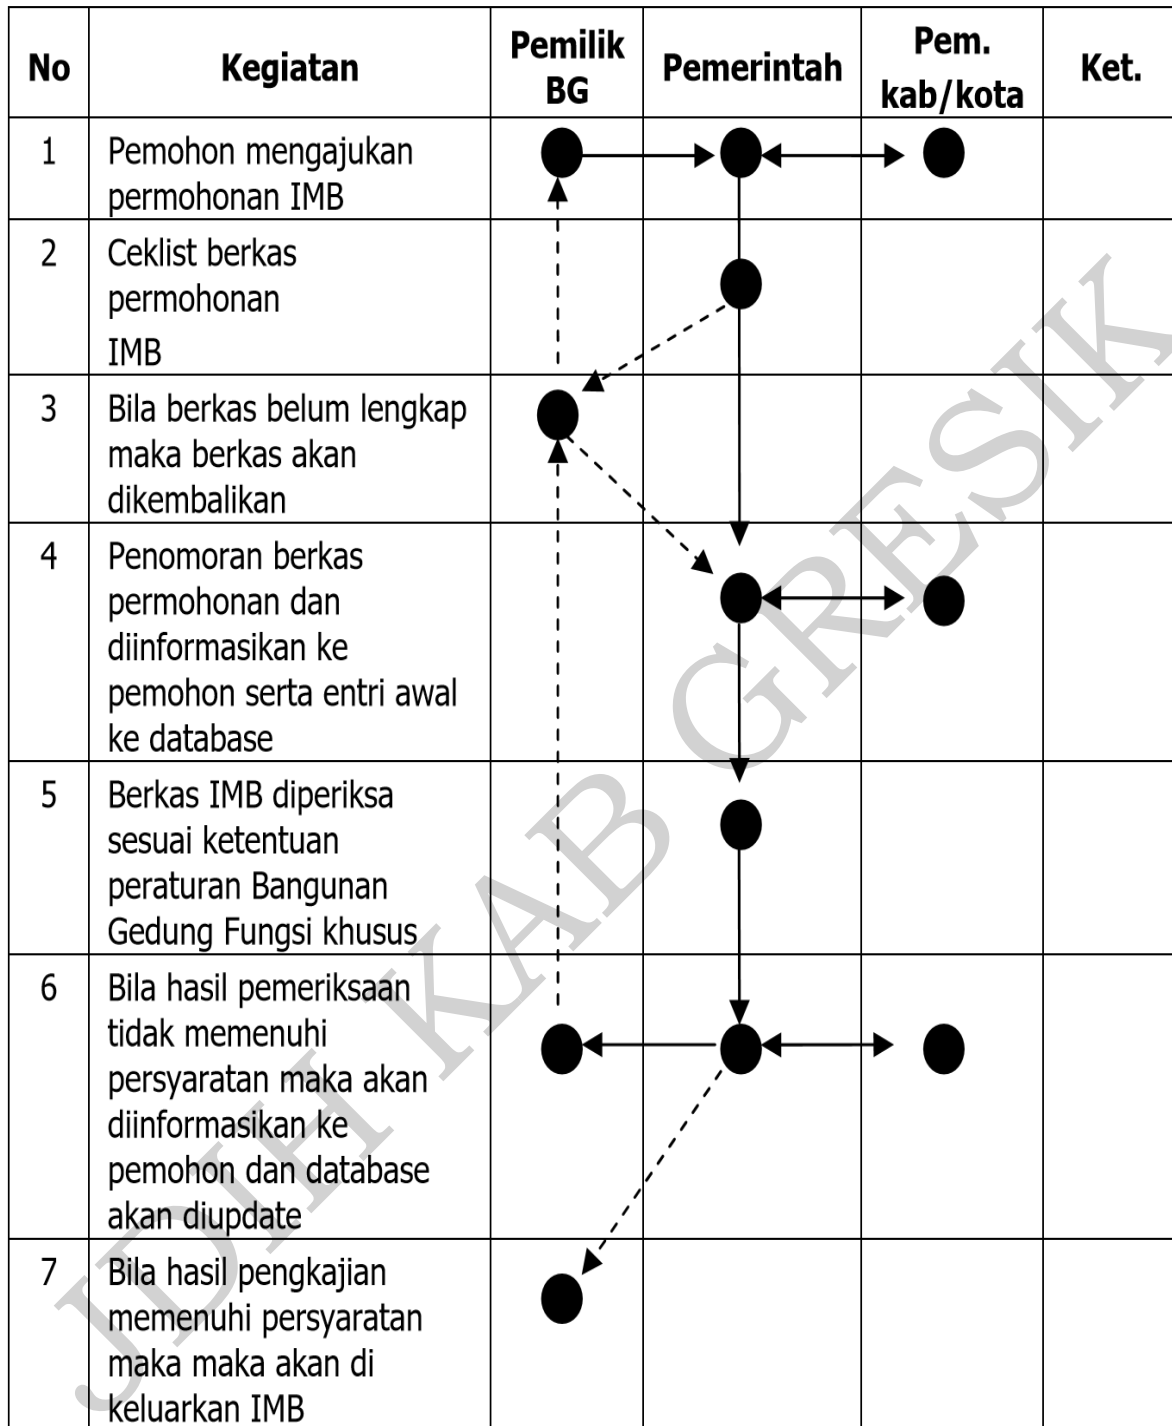 No
Kegiatan
Pemilik
BG
Pemerintah
Pem.
kab/kota
Ket.
1
Pemohon mengajukan
permohonan IMB
2
Ceklist berkas
permohonan
IMB
3
Bila berkas belum lengkap
maka berkas akan
dikembalikan
4
Penomoran berkas
permohonan dan
diinformasikan ke
pemohon serta entri awal
ke database
5
Berkas IMB diperiksa
sesuai ketentuan
peraturan Bangunan
Gedung Fungsi khusus
6
Bila hasil pemeriksaan
tidak memenuhi
persyaratan maka akan
diinformasikan ke
pemohon dan database
akan diupdate
7
Bila hasil pengkajian
memenuhi persyaratan
maka maka akan di
keluarkan IMB
JDIH KAB GRESIK